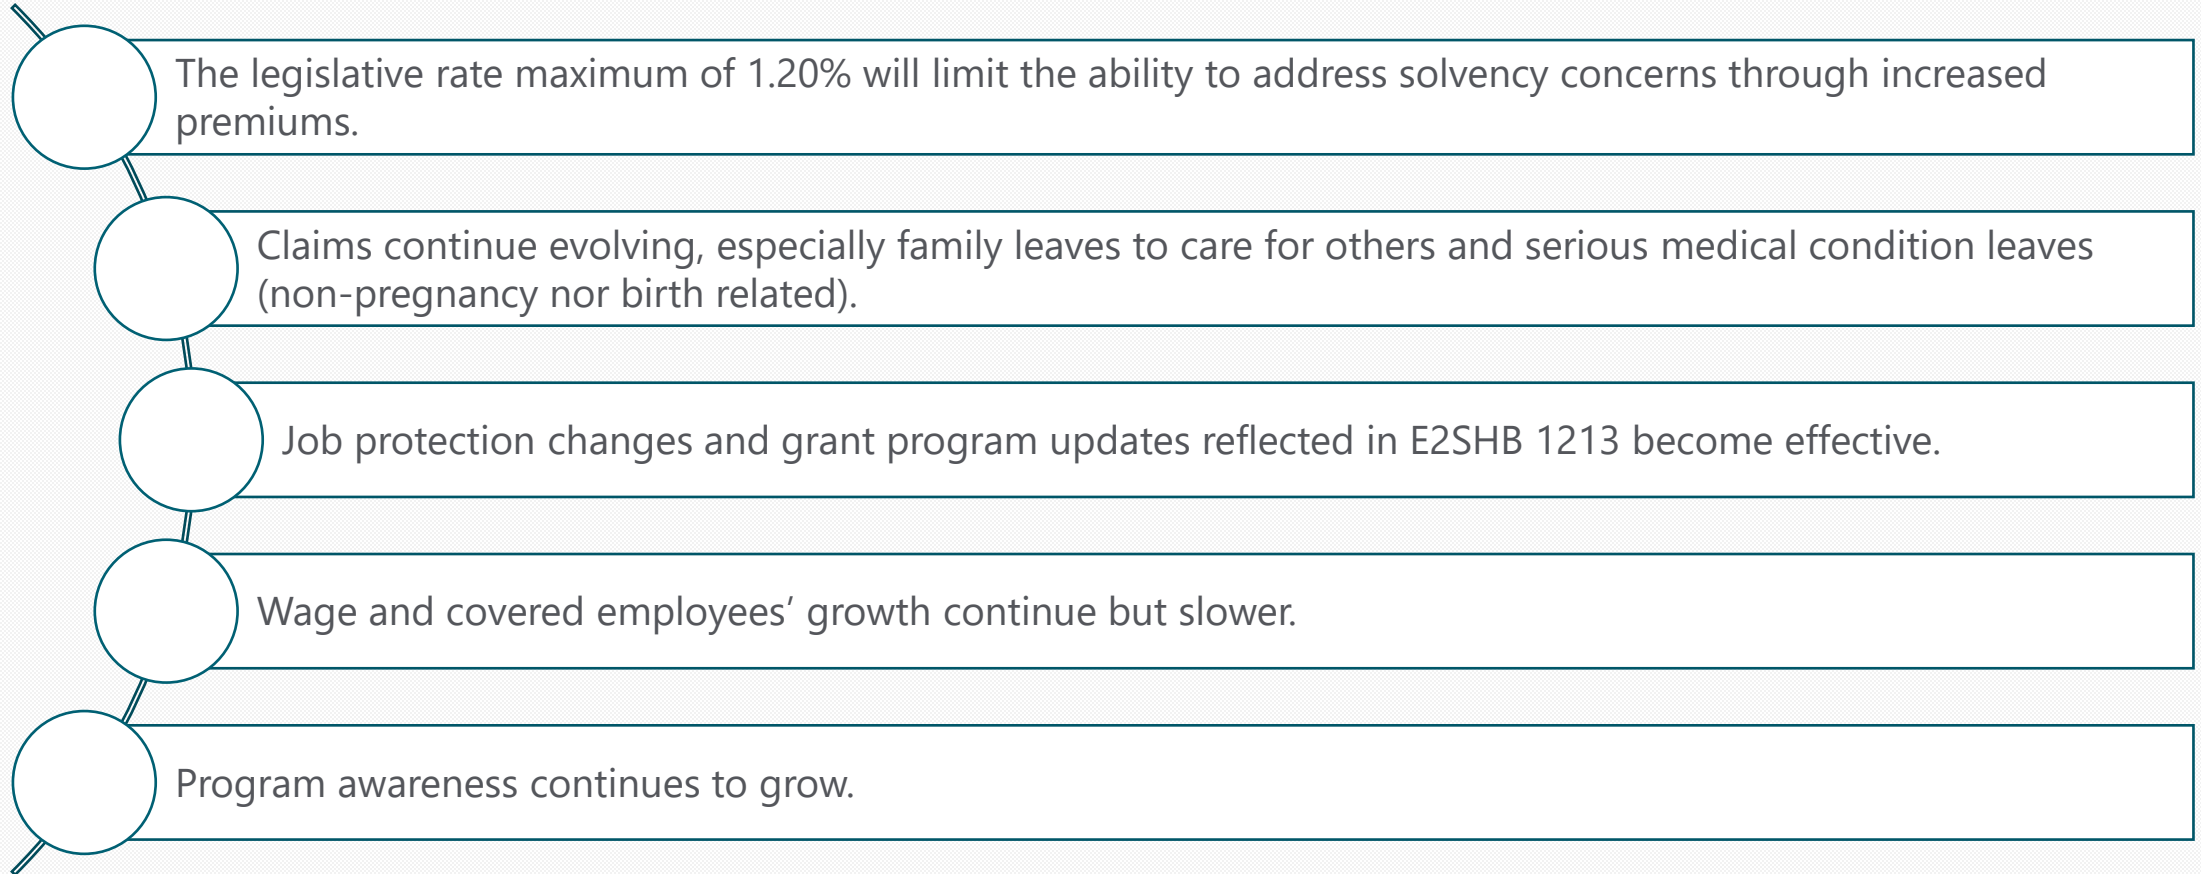 The legislative rate maximum of 1.20% will limit the ability to address solvency concerns through increased
premiums.
Claims continue evolving, especially family leaves to care for others and serious medical condition leaves
(non-pregnancy nor birth related).
Job protection changes and grant program updates reflected in E2SHB 1213 become effective.
Wage and covered employees’ growth continue but slower.
Program awareness continues to grow.